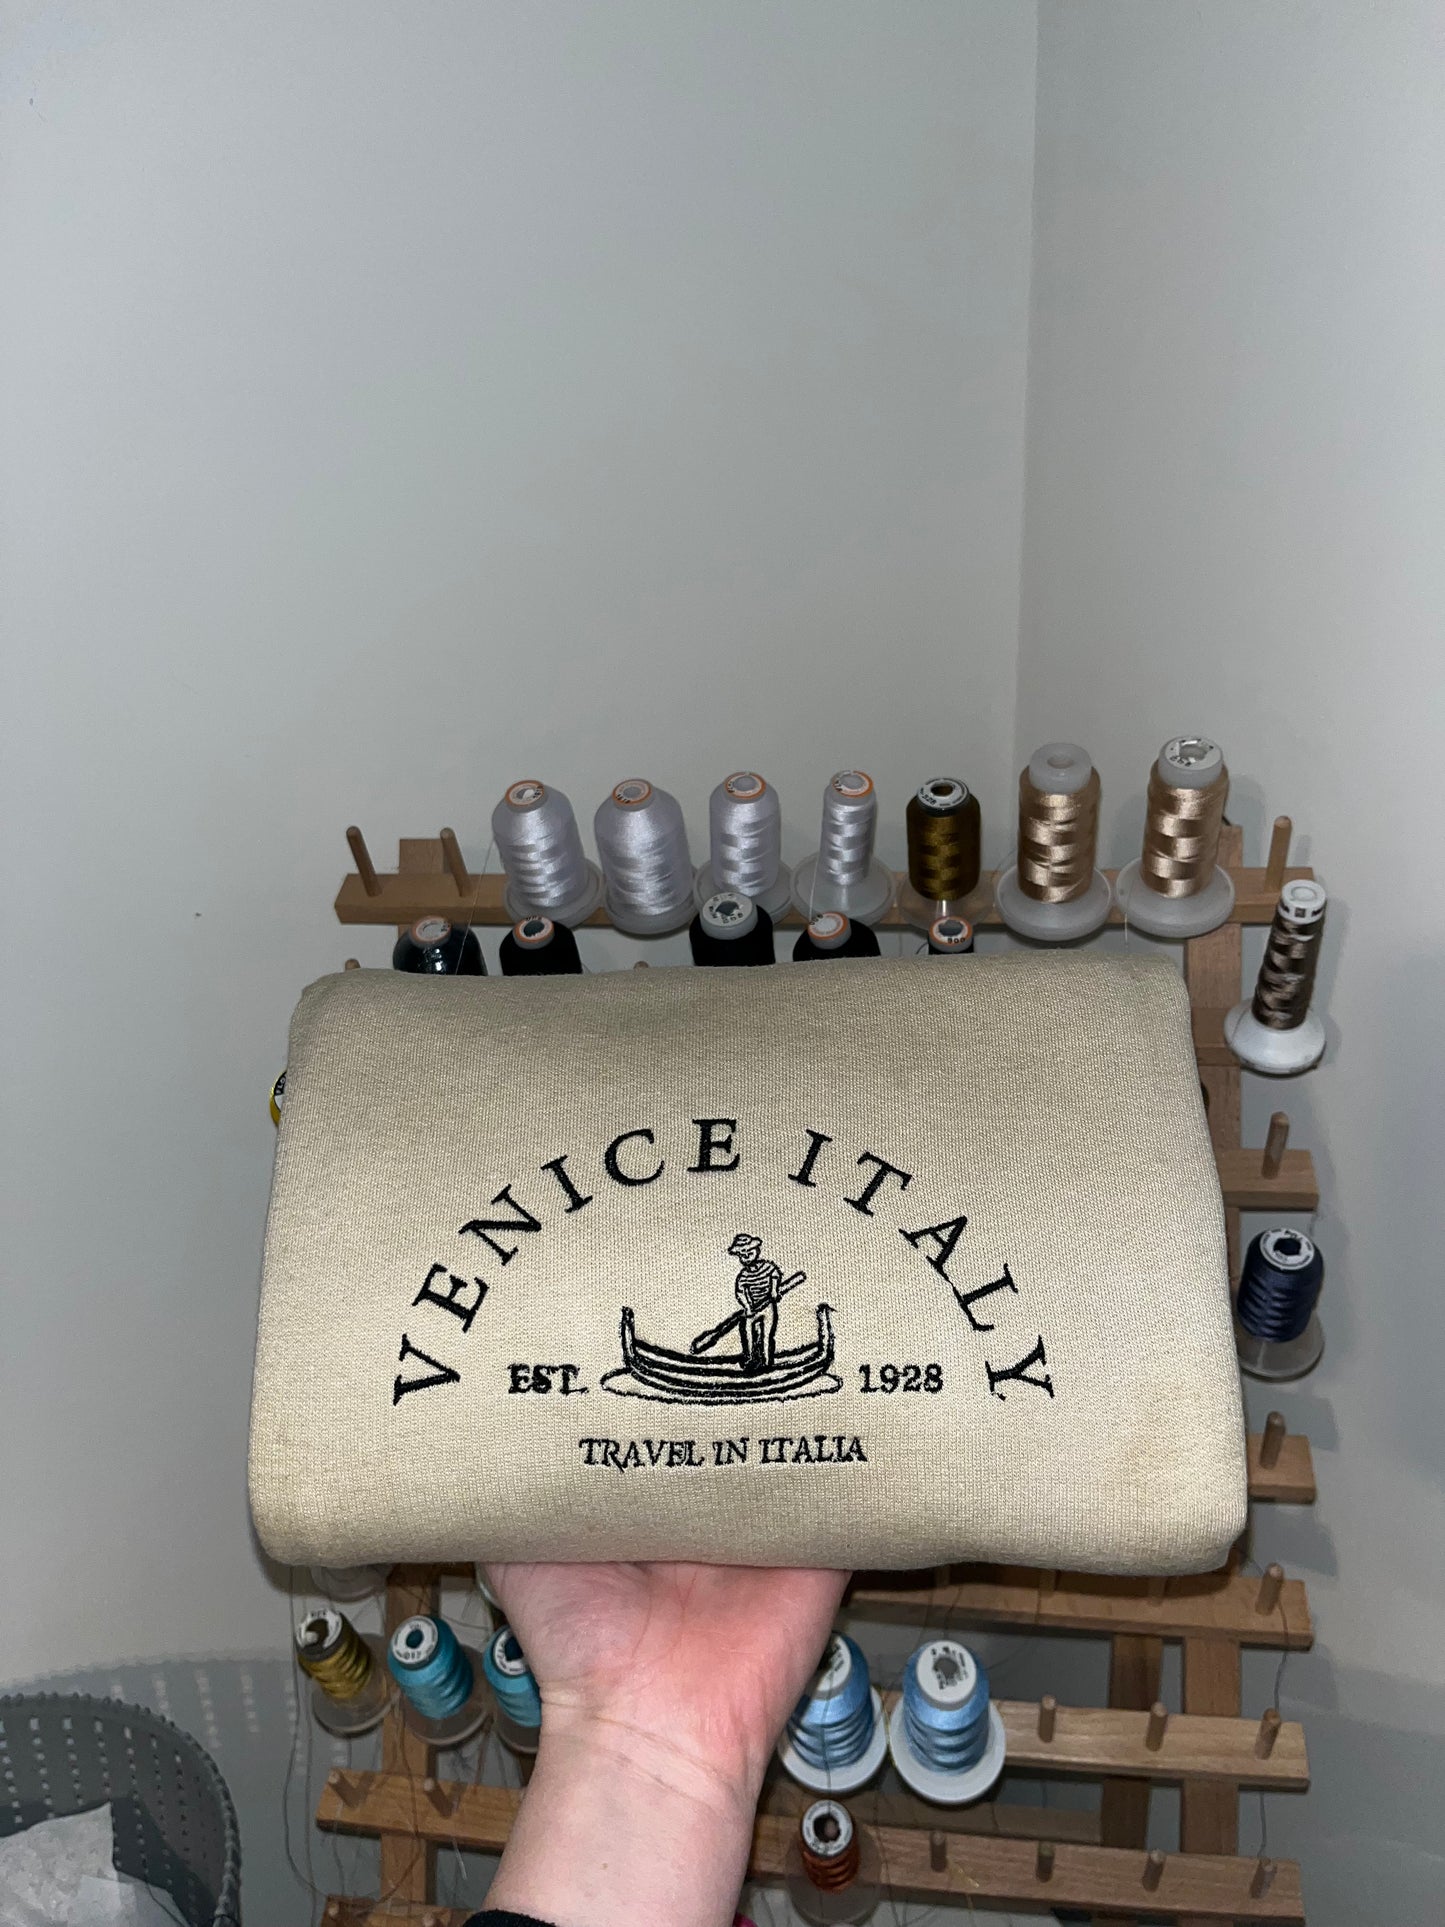 VENICE ITALY
EST. 1928
TRAVEL IN ITALIA